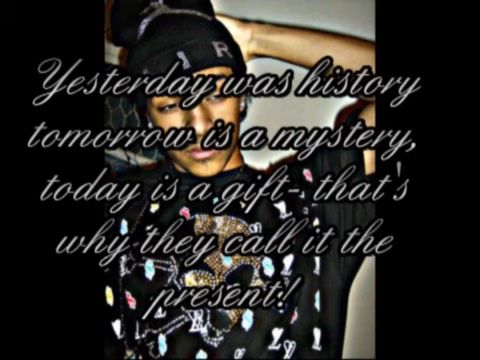 Yesterday was history
tomorrow is a mystery,
today is a gift- that's
why they call it the
present!